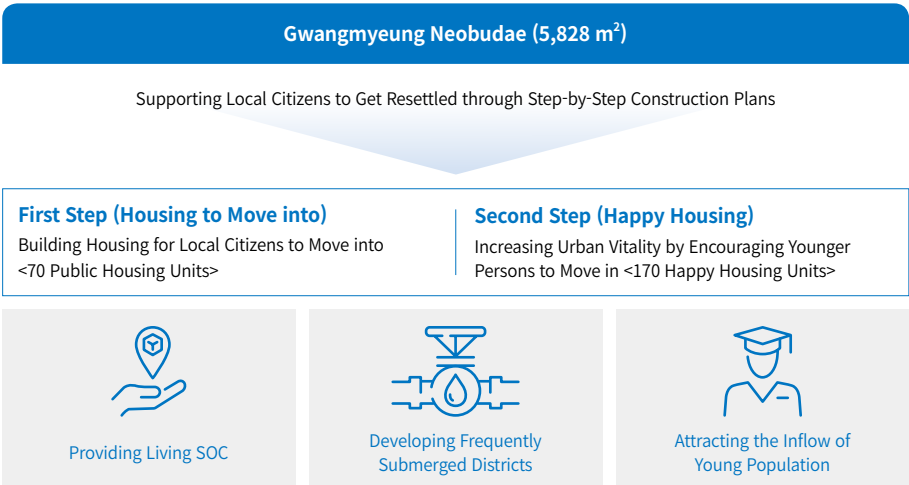 Gwangmyeung Neobudae (5,828 m²)
Supporting Local Citizens to Get Resettled through Step-by-Step Construction Plans
First Step (Housing to Move into)
Building Housing for Local Citizens to Move into
<70 Public Housing Units>
Second Step (Happy Housing)
Increasing Urban Vitality by Encouraging Younger
Persons to Move in <170 Happy Housing Units>
Providing Living SOC
Developing Frequently
Submerged Districts
Attracting the Inflow of
Young Population